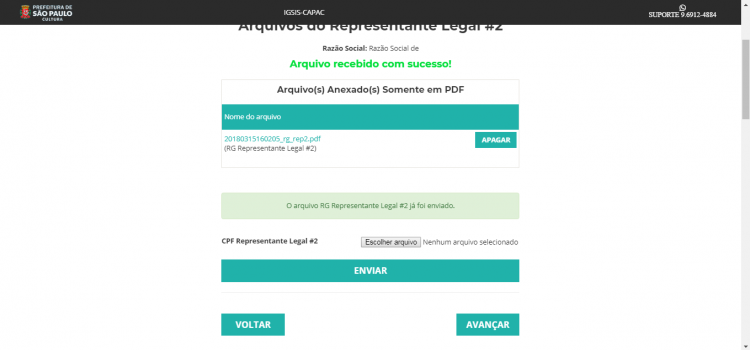 PREFEITURA DE
SÃO PAULO
CULTURA
IGSIS-CAPAC
SUPORTE 9.6912-4884
Arquivos do Representante Legal #2
Razão Social: Razão Social de
Arquivo recebido com sucesso!
Arquivo(s) Anexado(s) Somente em PDF
Nome do arquivo
20180315160205_rg_rep2.pdf
(RG Representante Legal #2)
APAGAR
O arquivo RG Representante Legal #2 já foi enviado.
CPF Representante Legal #2
Escolher arquivo Nenhum arquivo selecionado
ENVIAR
VOLTAR
AVANÇAR